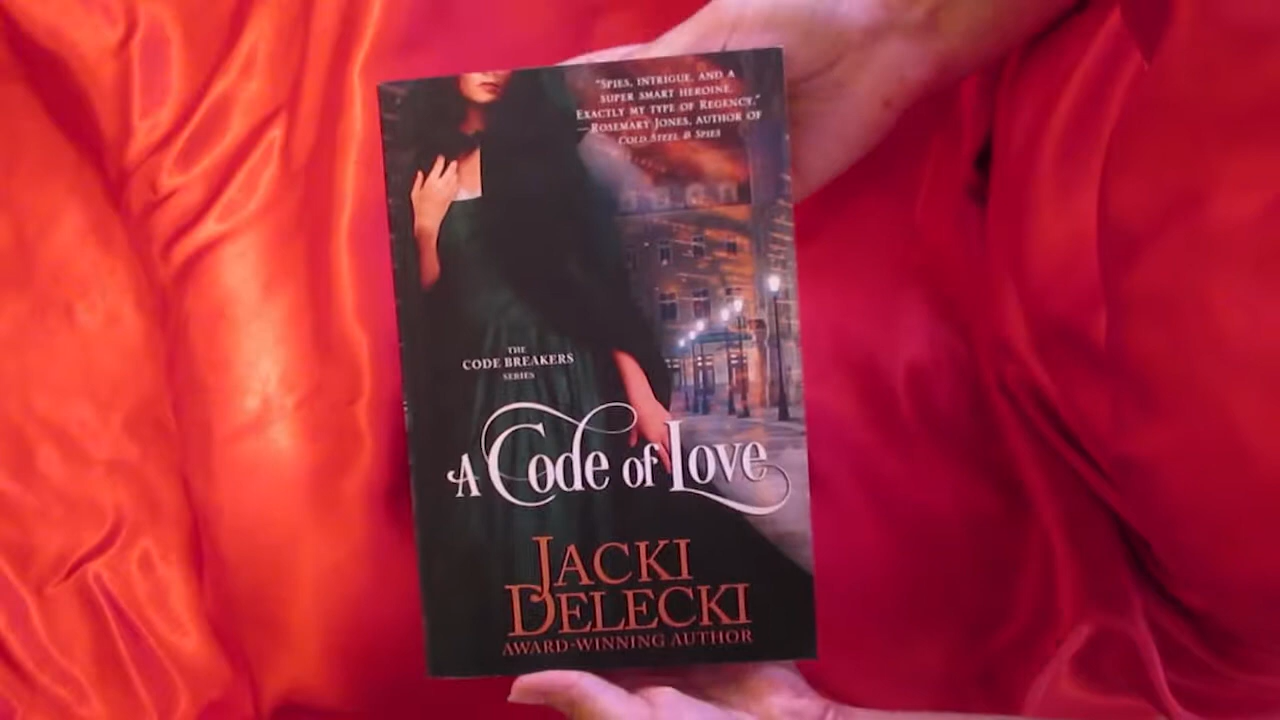 "SPIES, INTRIGUE, AND A
SUPER SMART HEROINE.
EXACTLY MY TYPE OF REGENCY."
—ROSEMARY JONES, AUTHOR OF
COLD STEEL & SPIES
THE
CODE BREAKERS
SERIES
A Code of Love
JACKI
DELECKI
AWARD-WINNING AUTHOR